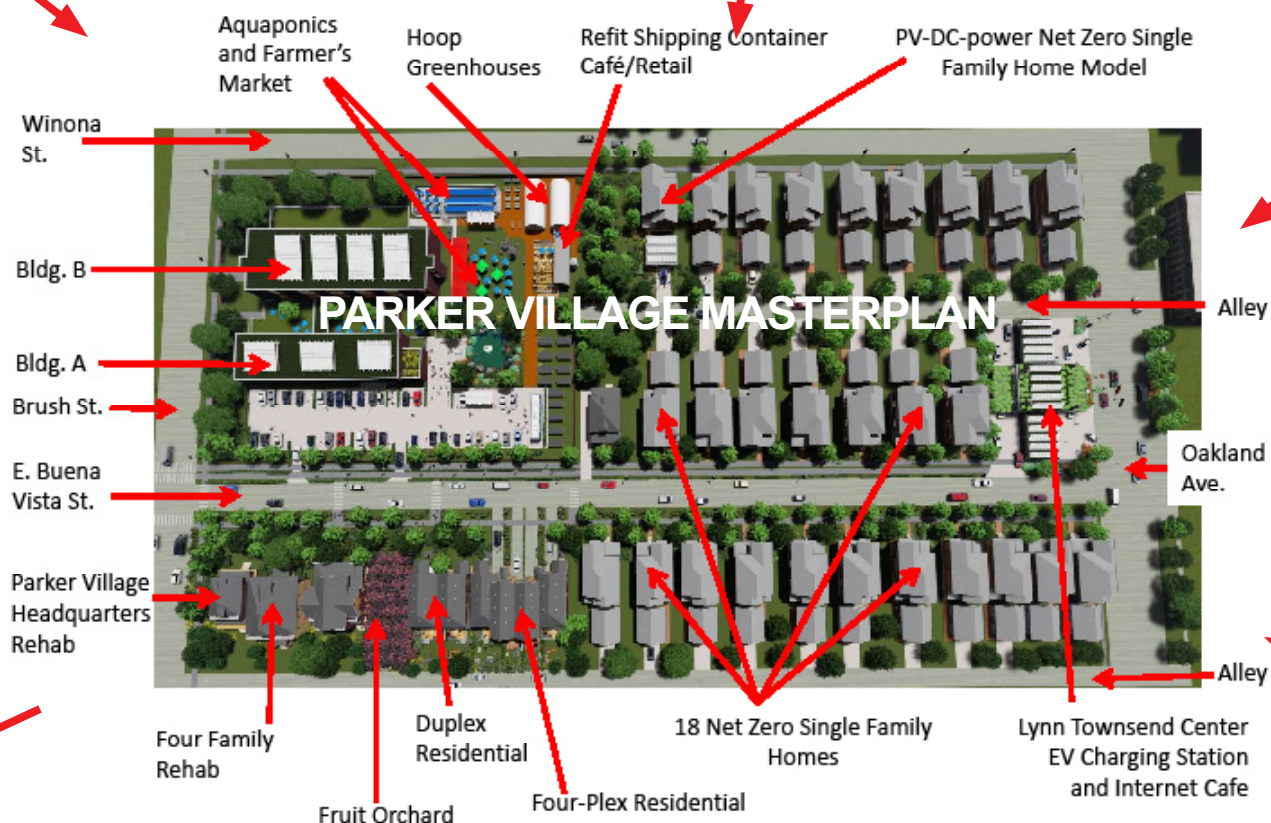 Aquaponics
and Farmer’s
Market
Hoop
Greenhouses
Refit Shipping Container
Café/Retail
PV-DC-power Net Zero Single
Family Home Model
Winona
St.
Bldg. B
PARKER VILLAGE MASTERPLAN
Alley
Bldg. A
Brush St.
Oakland
Ave.
E. Buena
Vista St.
Parker Village
Headquarters
Rehab
Alley
Four Family
Rehab
Fruit Orchard
Duplex
Residential
Four-Plex Residential
18 Net Zero Single Family
Homes
Lynn Townsend Center
EV Charging Station
and Internet Cafe